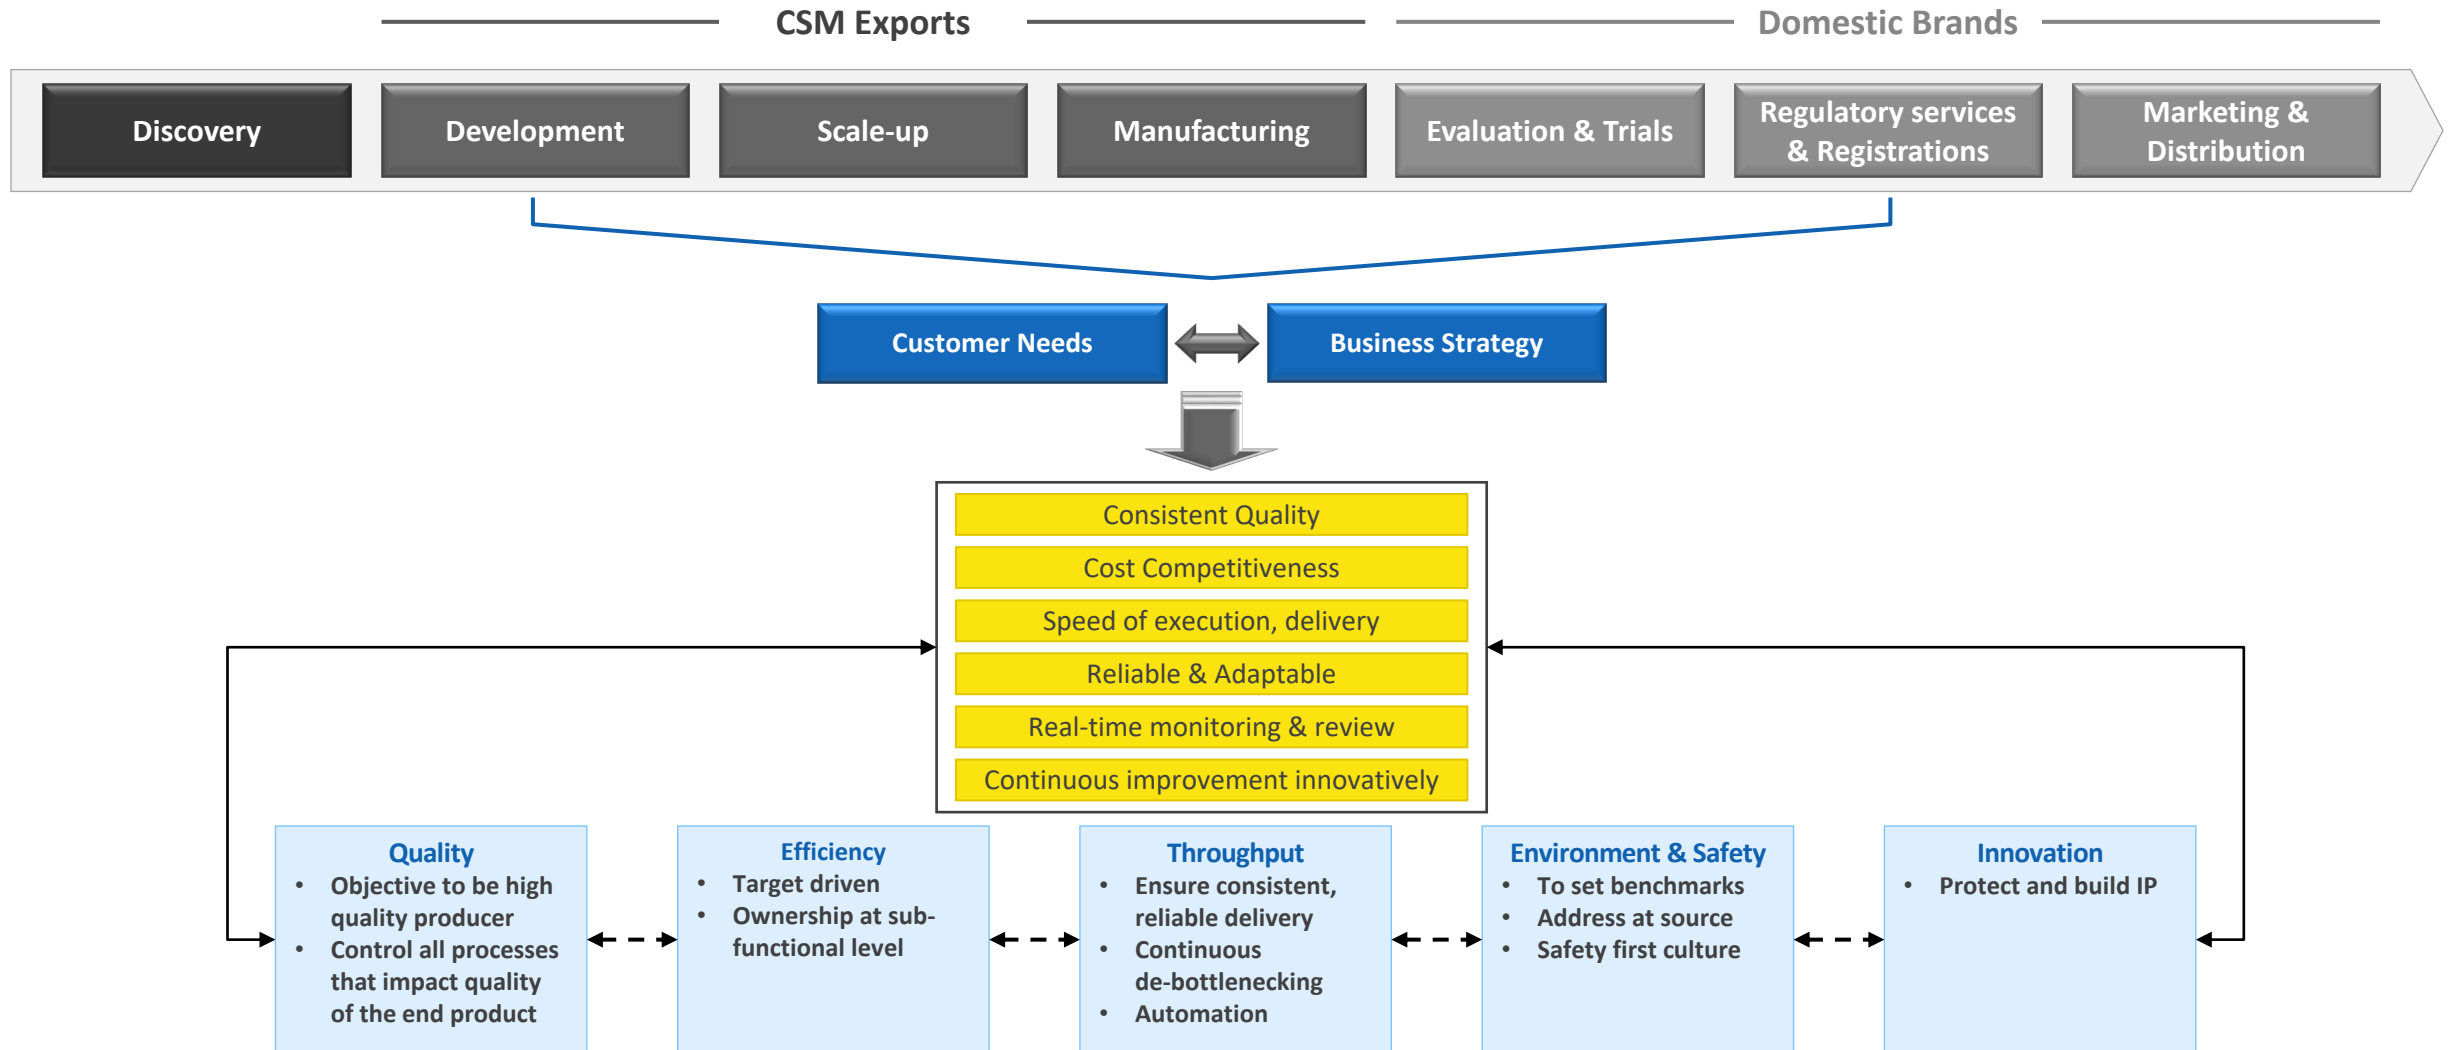 CSM Exports
Domestic Brands
Discovery
Development
Scale-up
Manufacturing
Evaluation & Trials
Regulatory services
& Registrations
Marketing &
Distribution
Customer Needs
Business Strategy
Consistent Quality
Cost Competitiveness
Speed of execution, delivery
Reliable & Adaptable
Real-time monitoring & review
Continuous improvement innovatively
Quality
• Objective to be high
quality producer
• Control all processes
that impact quality
of the end product
Efficiency
• Target driven
• Ownership at sub-
functional level
Throughput
• Ensure consistent,
reliable delivery
• Continuous
de-bottlenecking
• Automation
Environment & Safety
• To set benchmarks
• Address at source
• Safety first culture
Innovation
• Protect and build IP